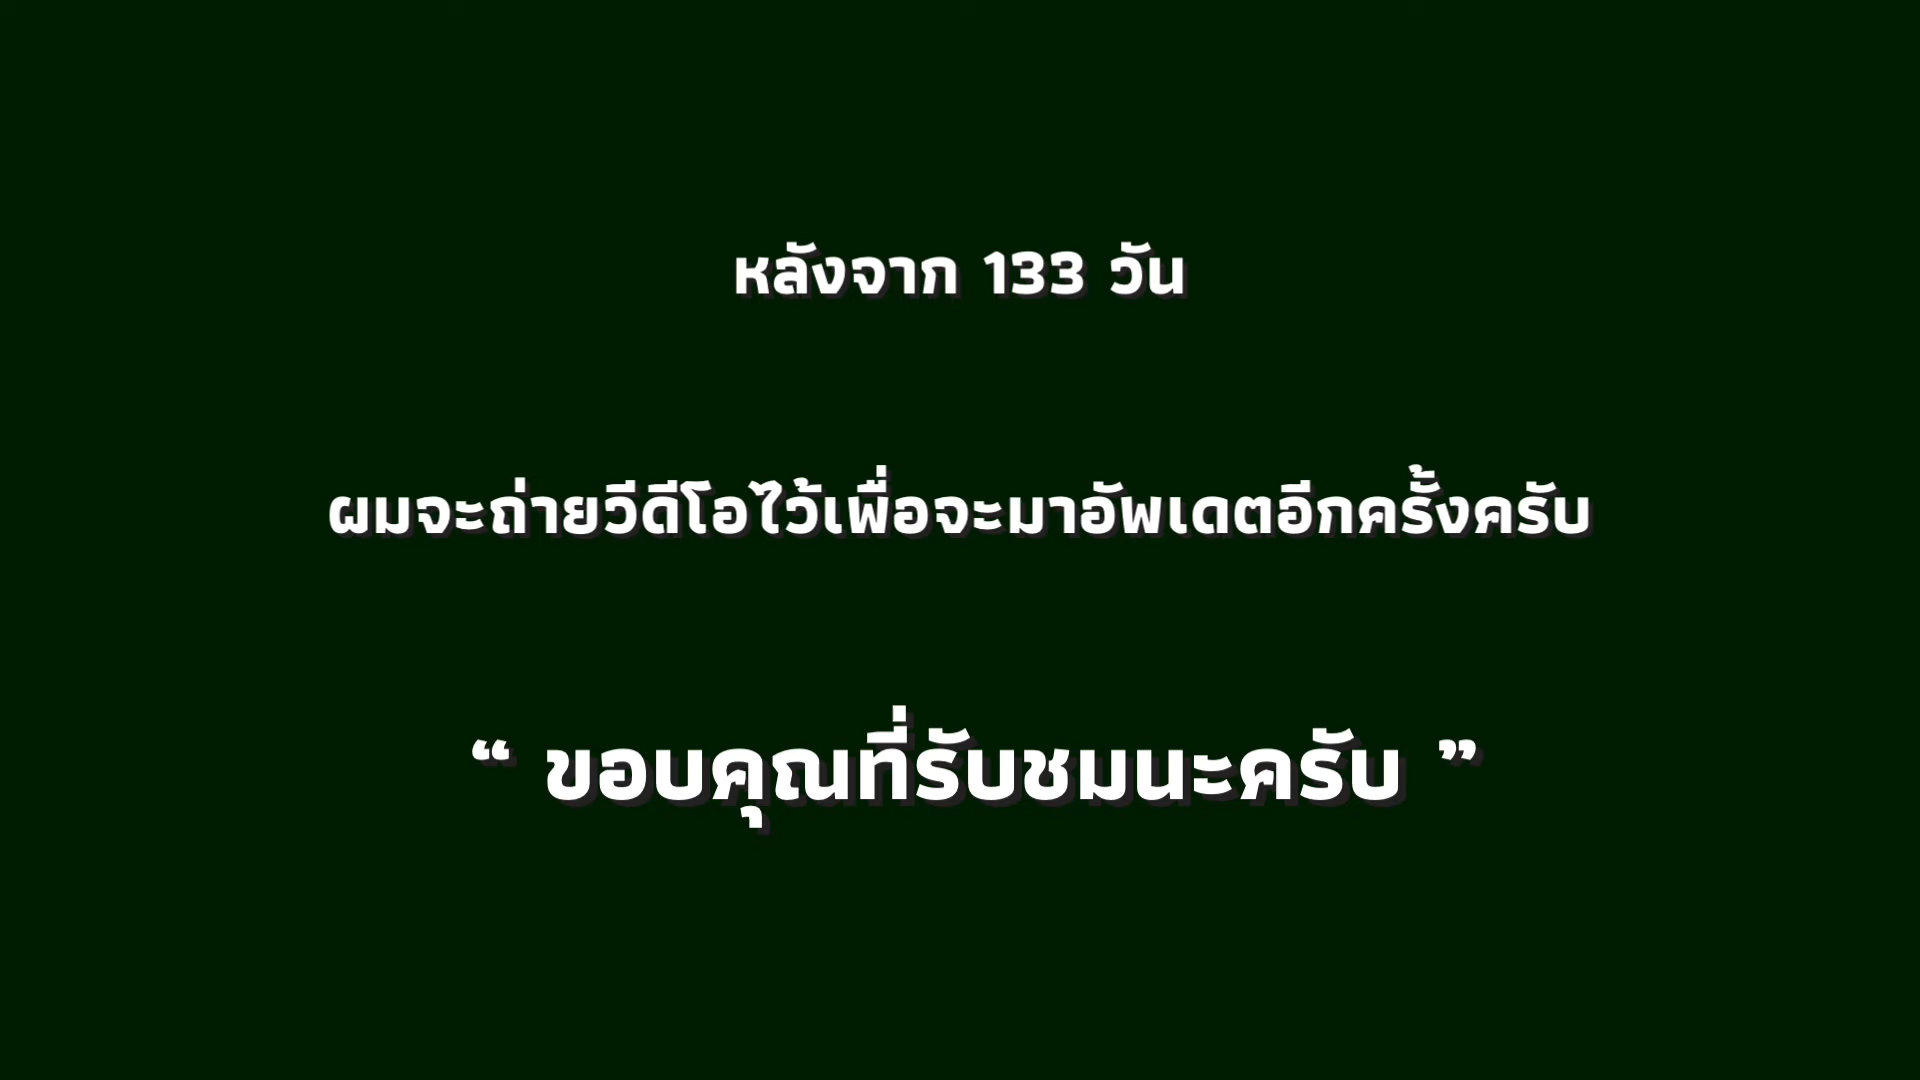 หลังจาก 133 วัน
ผมจะถ่ายวีดีโอไว้เพื่อจะมาอัพเดตอีกครั้งครับ
“ ขอบคุณที่รับชมนะครับ ”